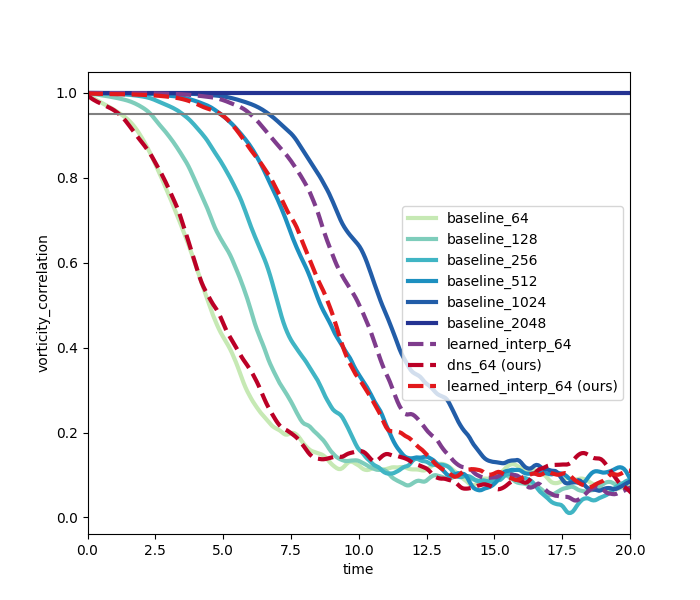 1.0
0.8
0.6
0.4
0.2
0.0
vorticity_correlation
baseline_64
baseline_128
baseline_256
baseline_512
baseline_1024
baseline_2048
learned_interp_64
dns_64 (ours)
learned_interp_64 (ours)
0.0 2.5 5.0 7.5 10.0 12.5 15.0 17.5 20.0
time